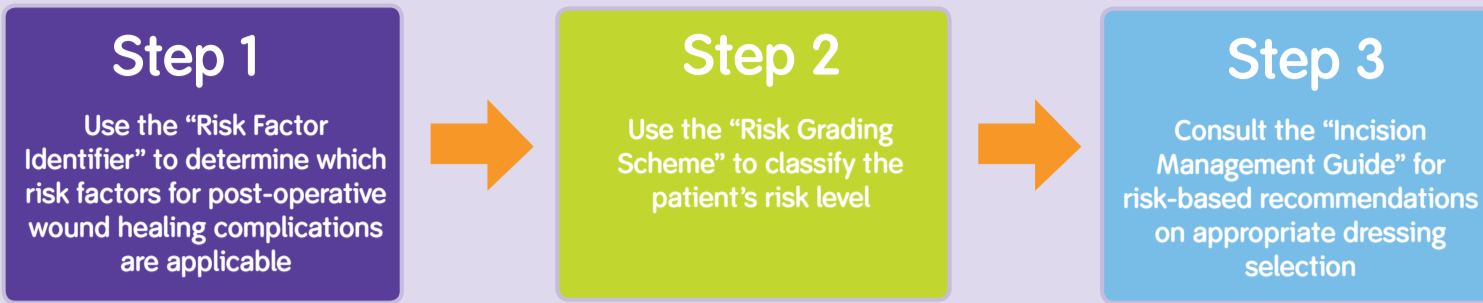 Step 1
Use the “Risk Factor
Identifier” to determine which
risk factors for post-operative
wound healing complications
are applicable
Step 2
Use the “Risk Grading
Scheme” to classify the
patient’s risk level
Step 3
Consult the “Incision
Management Guide” for
risk-based recommendations
on appropriate dressing
selection